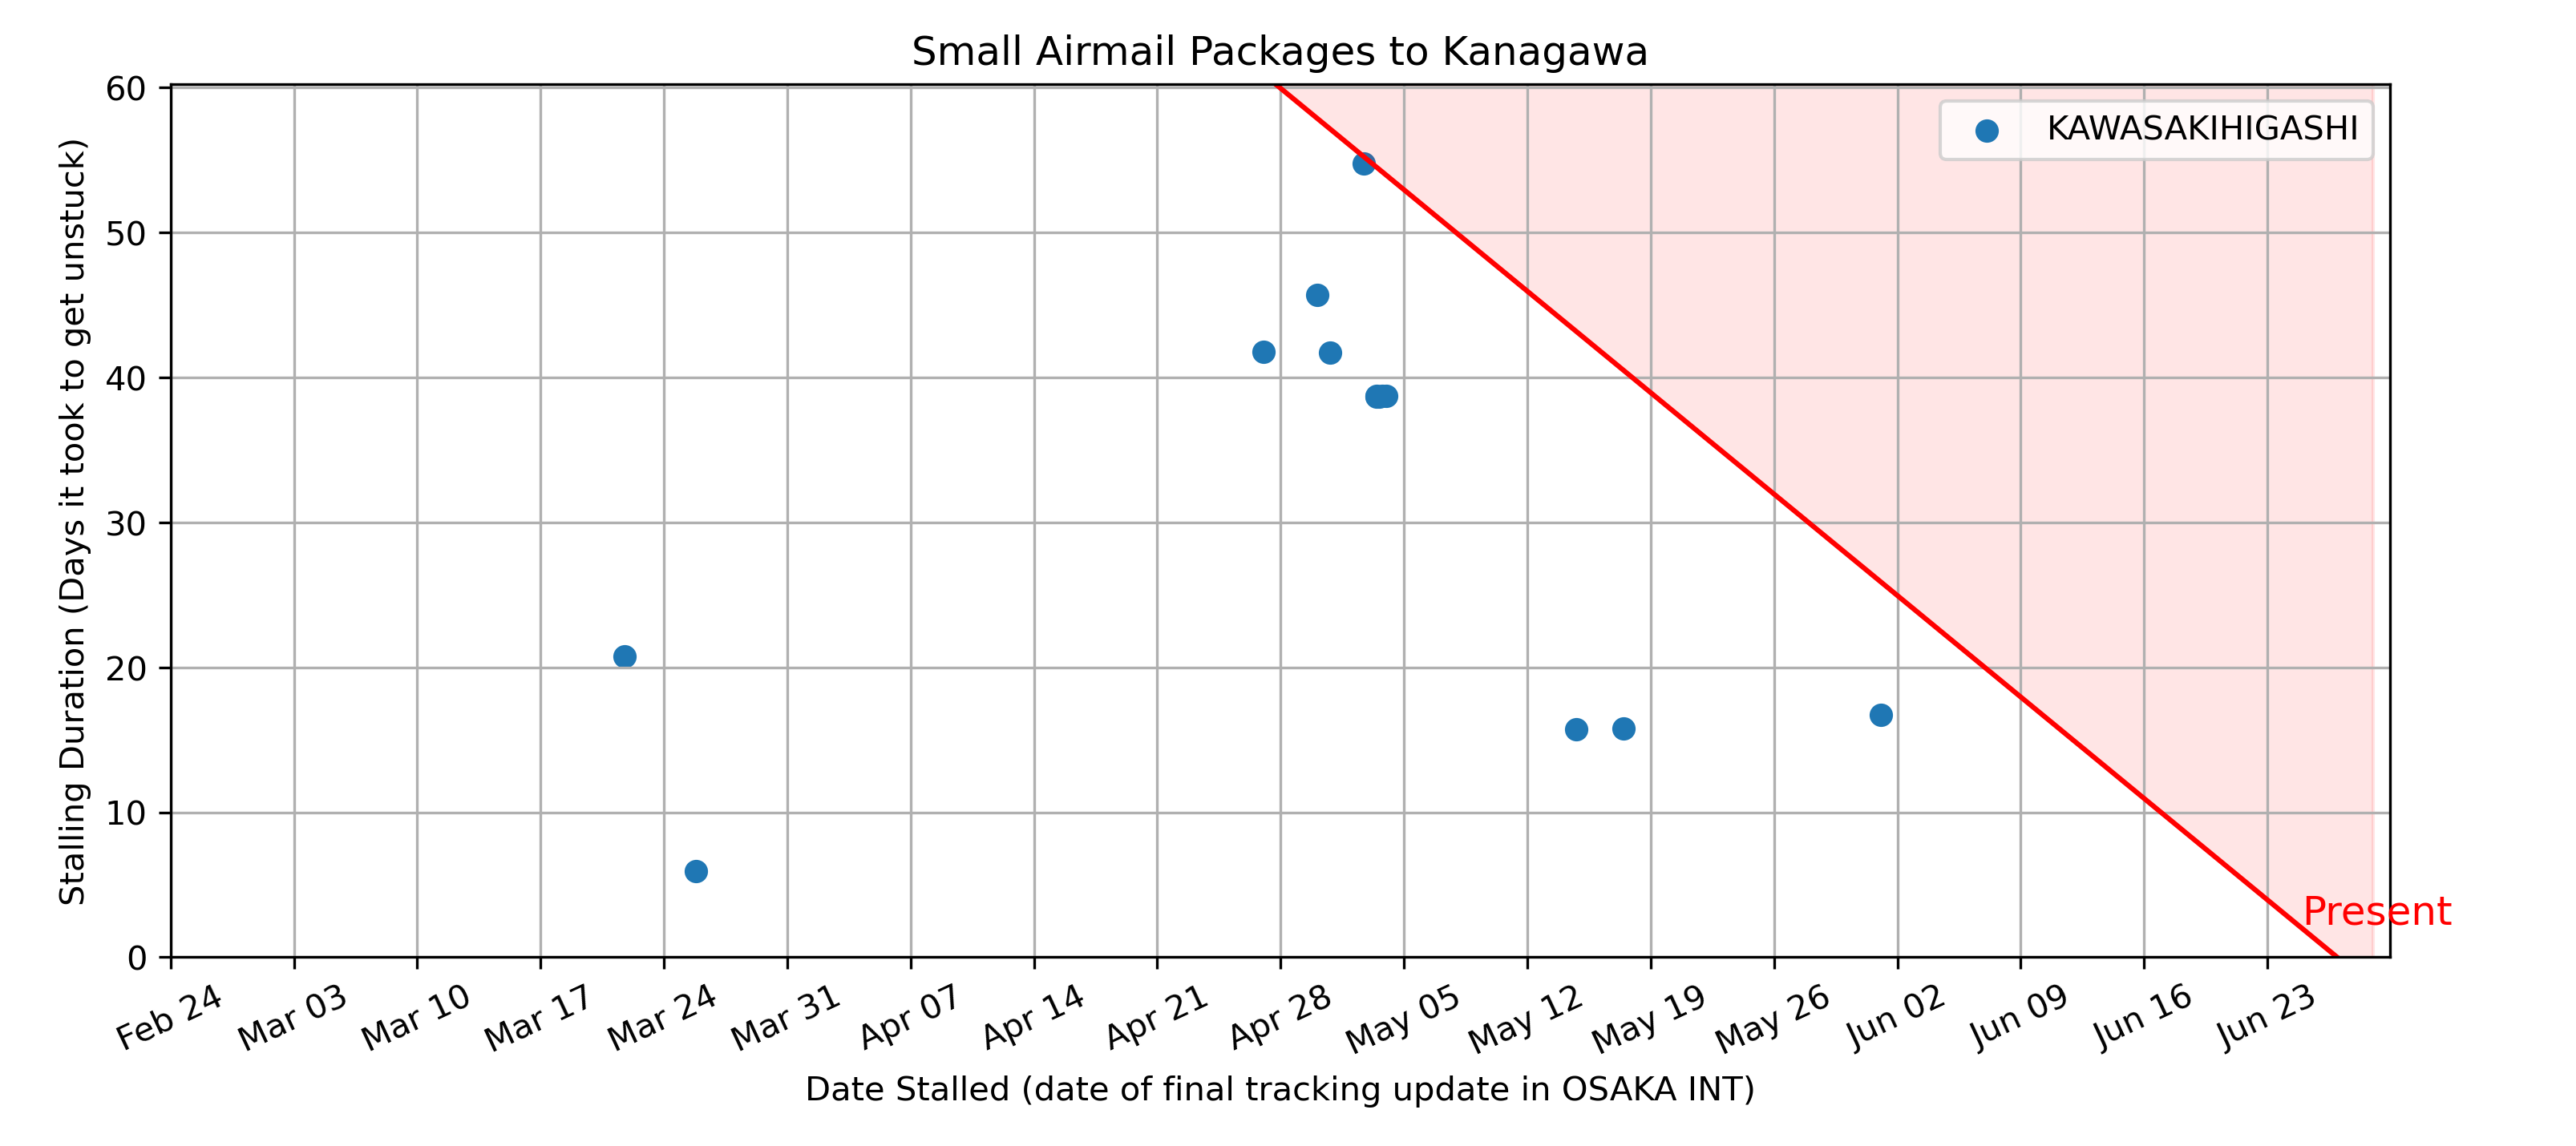 Small Airmail Packages to Kanagawa
KAWASAKIHIGASHI
Stalling Duration (Days it took to get unstuck)
60
50
40
30
20
10
0
Present
Feb 24 Mar 03 Mar 10 Mar 17 Mar 24 Mar 31 Apr 07 Apr 14 Apr 21 Apr 28 May 05 May 12 May 19 May 26 Jun 02 Jun 09 Jun 16 Jun 23
Date Stalled (date of final tracking update in OSAKA INT)